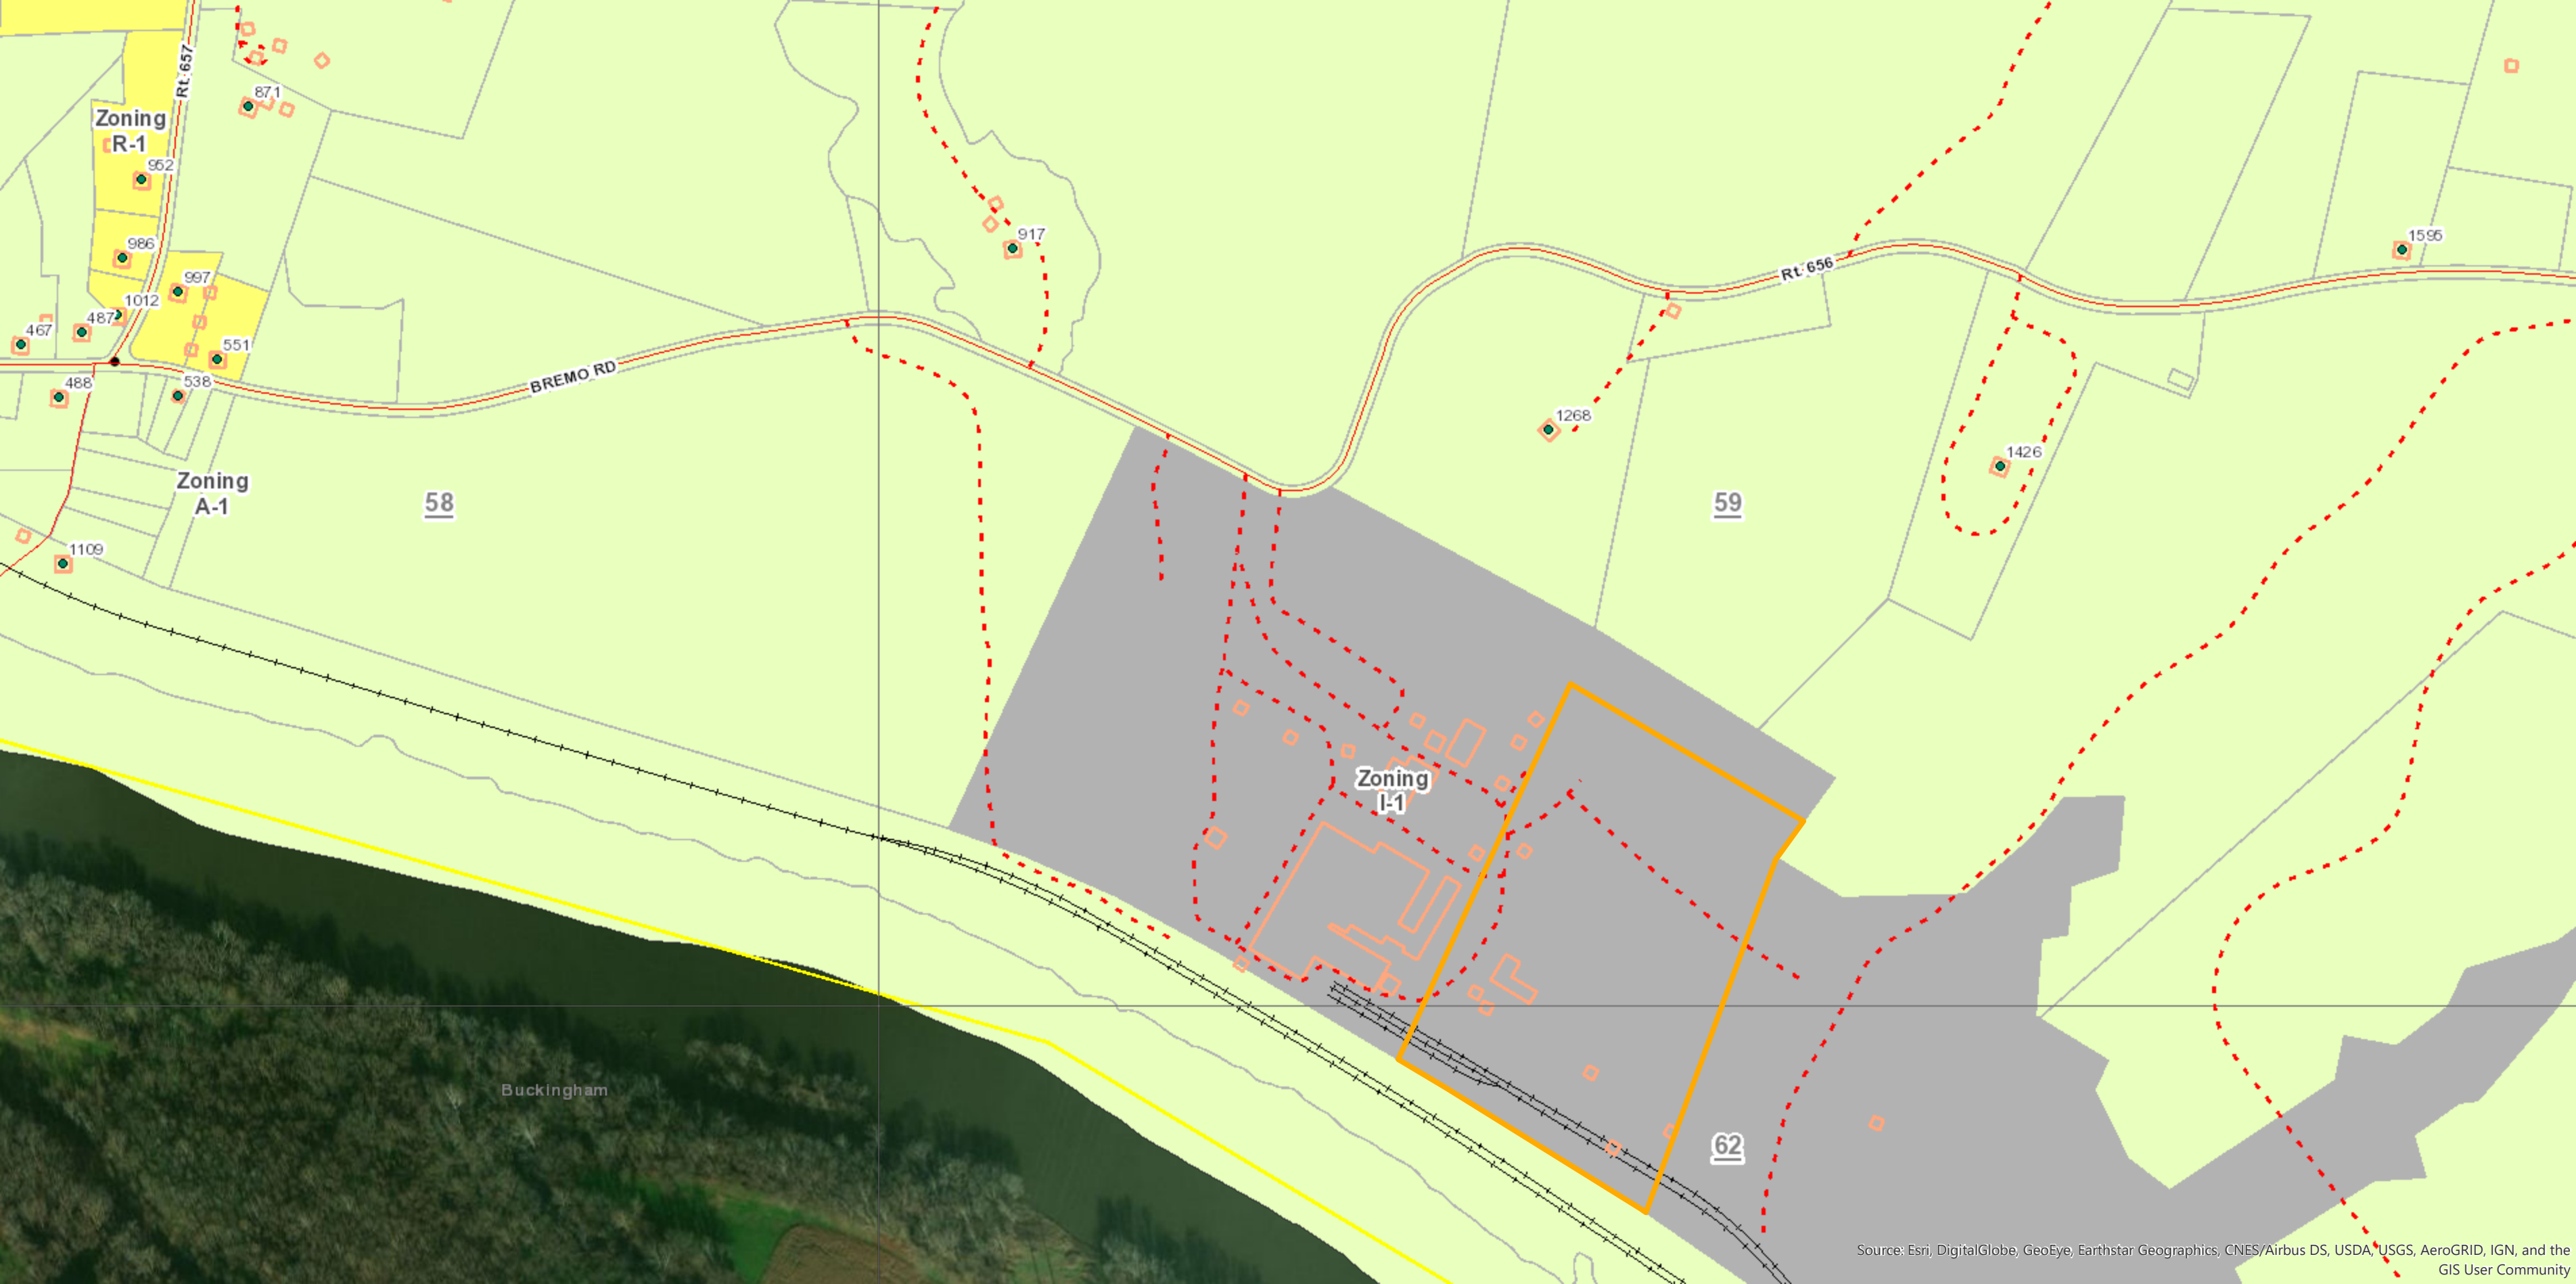 Rt. 657
871
Zoning
R-1
952
986
997
1012
487
467
551
488
538
BREMO RD
917
Rt. 656
1595
1268
1426
Zoning
A-1
58
59
1109
Zoning
I-1
Buckingham
62
Source: Esri, DigitalGlobe, GeoEye, Earthstar Geographics, CNES/Airbus DS, USDA, USGS, AeroGRID, IGN, and the
GIS User Community